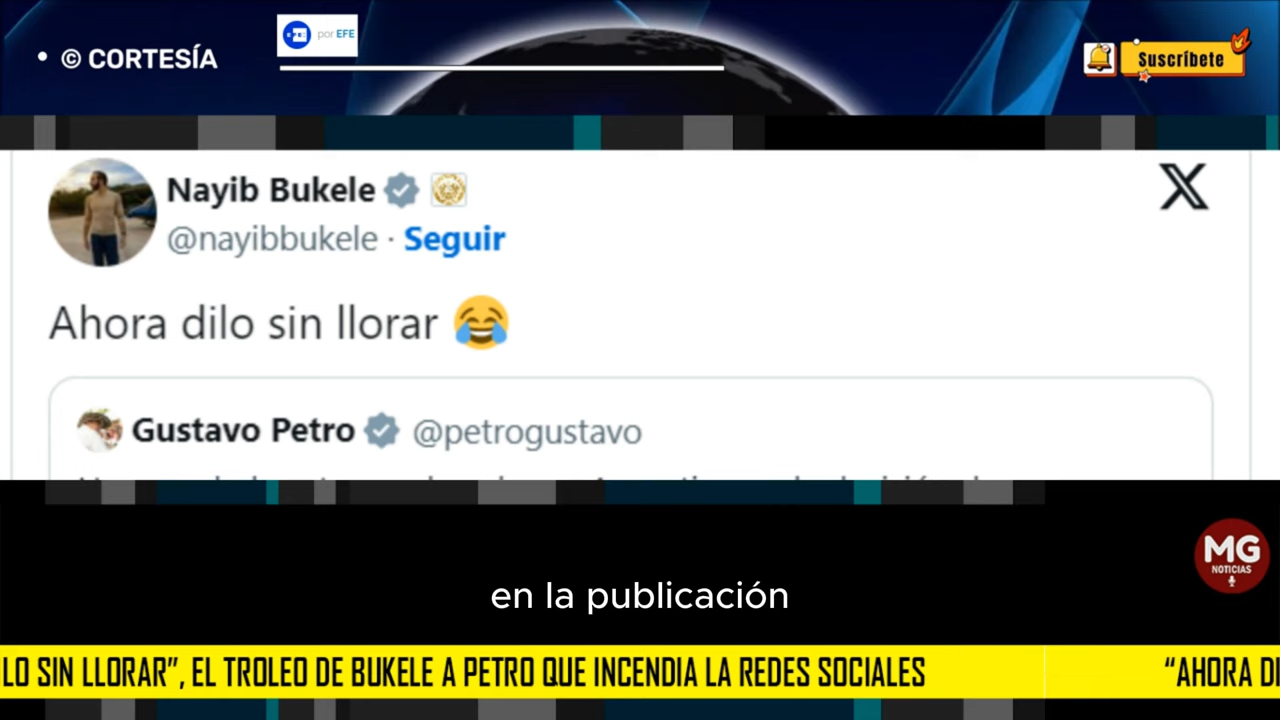 • © CORTESÍA
por EFE
Suscríbete
Nayib Bukele
@nayibbukele · Seguir
X
Ahora dilo sin llorar 😂
Gustavo Petro @petrogustavo
MG
NOTICIAS
en la publicación
LO SIN LLORAR”, EL TROLEO DE BUKELE A PETRO QUE INCENDIA LA REDES SOCIALES “AHORA DI